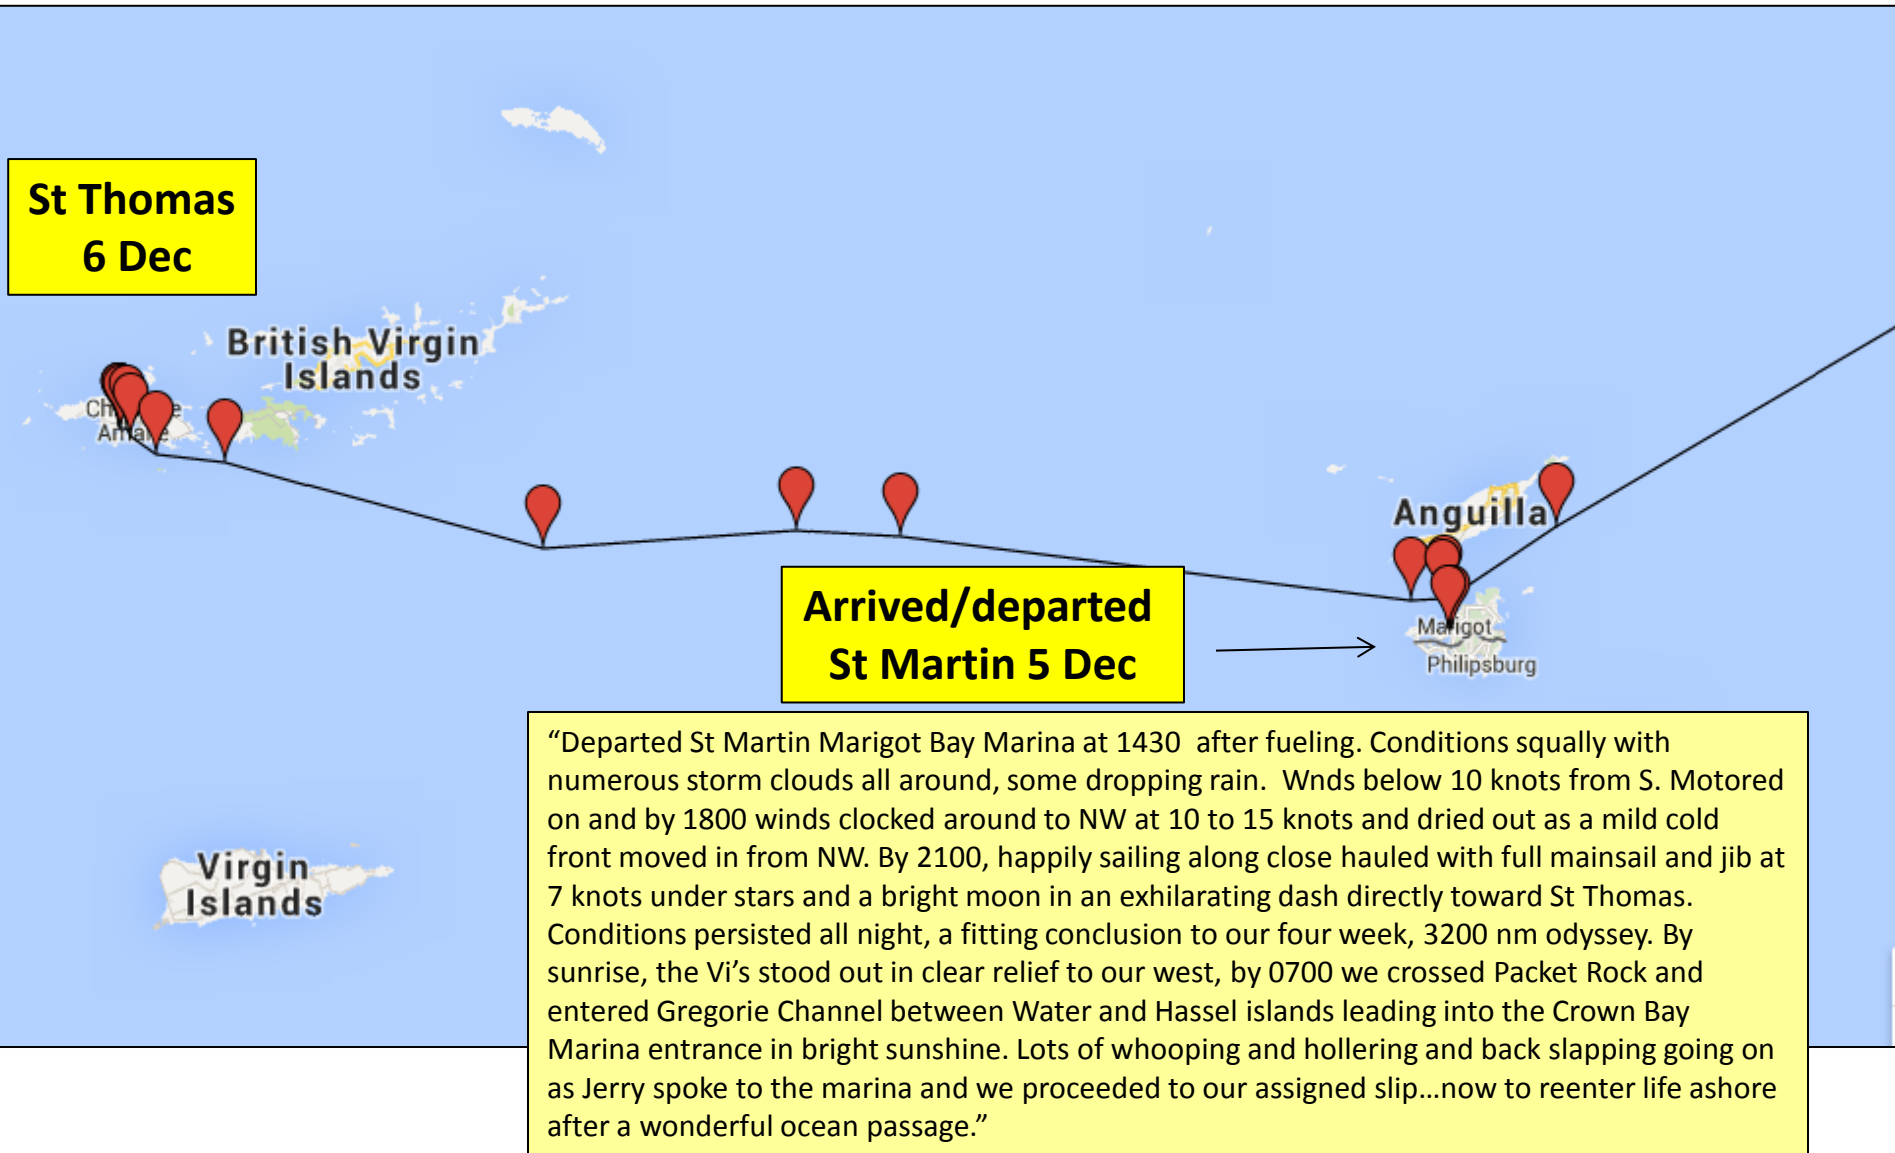 St Thomas
6 Dec
British Virgin
Islands
Anguilla
Arrived/departed
St Martin 5 Dec
Marigot
Philipsburg
“Departed St Martin Marigot Bay Marina at 1430 after fueling. Conditions squally with
numerous storm clouds all around, some dropping rain. Wnds below 10 knots from S. Motored
on and by 1800 winds clocked around to NW at 10 to 15 knots and dried out as a mild cold
front moved in from NW. By 2100, happily sailing along close hauled with full mainsail and jib at
7 knots under stars and a bright moon in an exhilarating dash directly toward St Thomas.
Conditions persisted all night, a fitting conclusion to our four week, 3200 nm odyssey. By
sunrise, the Vi’s stood out in clear relief to our west, by 0700 we crossed Packet Rock and
entered Gregorie Channel between Water and Hassel islands leading into the Crown Bay
Marina entrance in bright sunshine. Lots of whooping and hollering and back slapping going on
as Jerry spoke to the marina and we proceeded to our assigned slip…now to reenter life ashore
after a wonderful ocean passage.”
Virgin
Islands